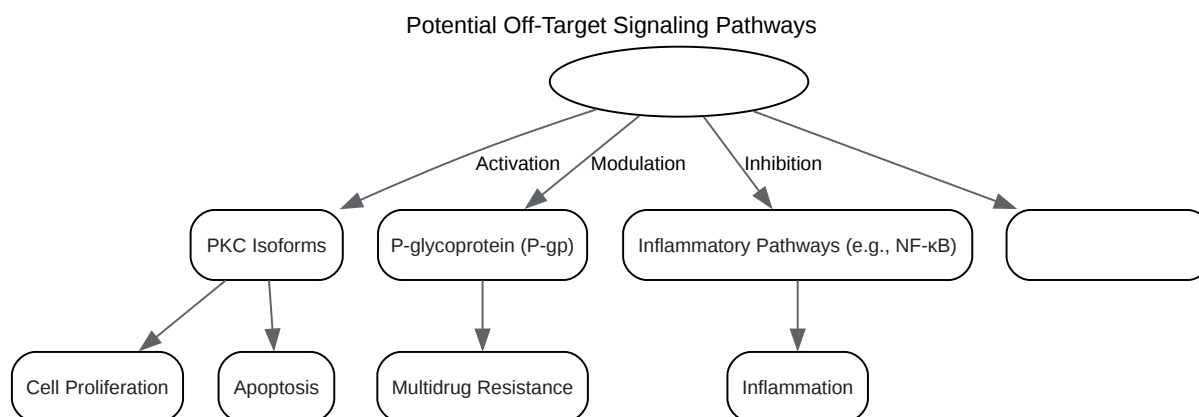 Potential Off-Target Signaling Pathways
Activation
Modulation
Inhibition
PKC Isoforms
P-glycoprotein (P-gp)
Inflammatory Pathways (e.g., NF-κB)
Cell Proliferation
Apoptosis
Multidrug Resistance
Inflammation